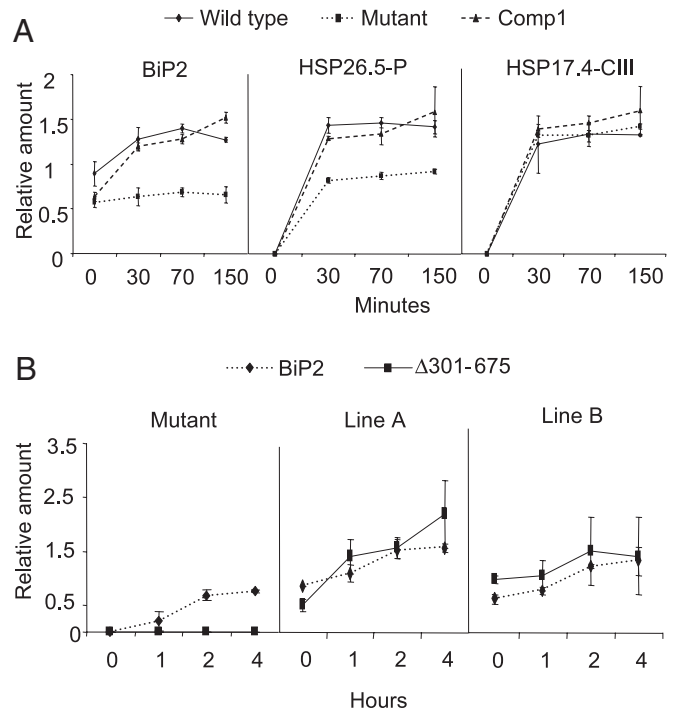 A
Wild type Mutant Comp1
BiP2 HSP26.5-P HSP17.4-CIII
Relative amount
2
1.5
1
0.5
0
0 30 70 150 0 30 70 150 0 30 70 150
Minutes
B
BiP2 Δ301-675
Mutant Line A Line B
Relative amount
3.5
2.5
1.5
0.5
0
0 1 2 4 0 1 2 4 0 1 2 4
Hours